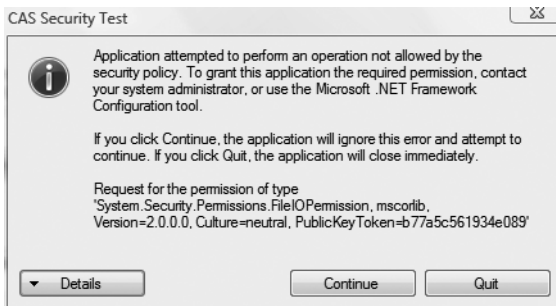 CAS Security Test
Application attempted to perform an operation not allowed by the
security policy. To grant this application the required permission, contact
your system administrator, or use the Microsoft .NET Framework
Configuration tool.
If you click Continue, the application will ignore this error and attempt to
continue. If you click Quit, the application will close immediately.
Request for the permission of type
'System.Security.Permissions.FileIOPermission, mscorlib,
Version=2.0.0.0, Culture=neutral, PublicKeyToken=b77a5c561934e089'
Details Continue Quit